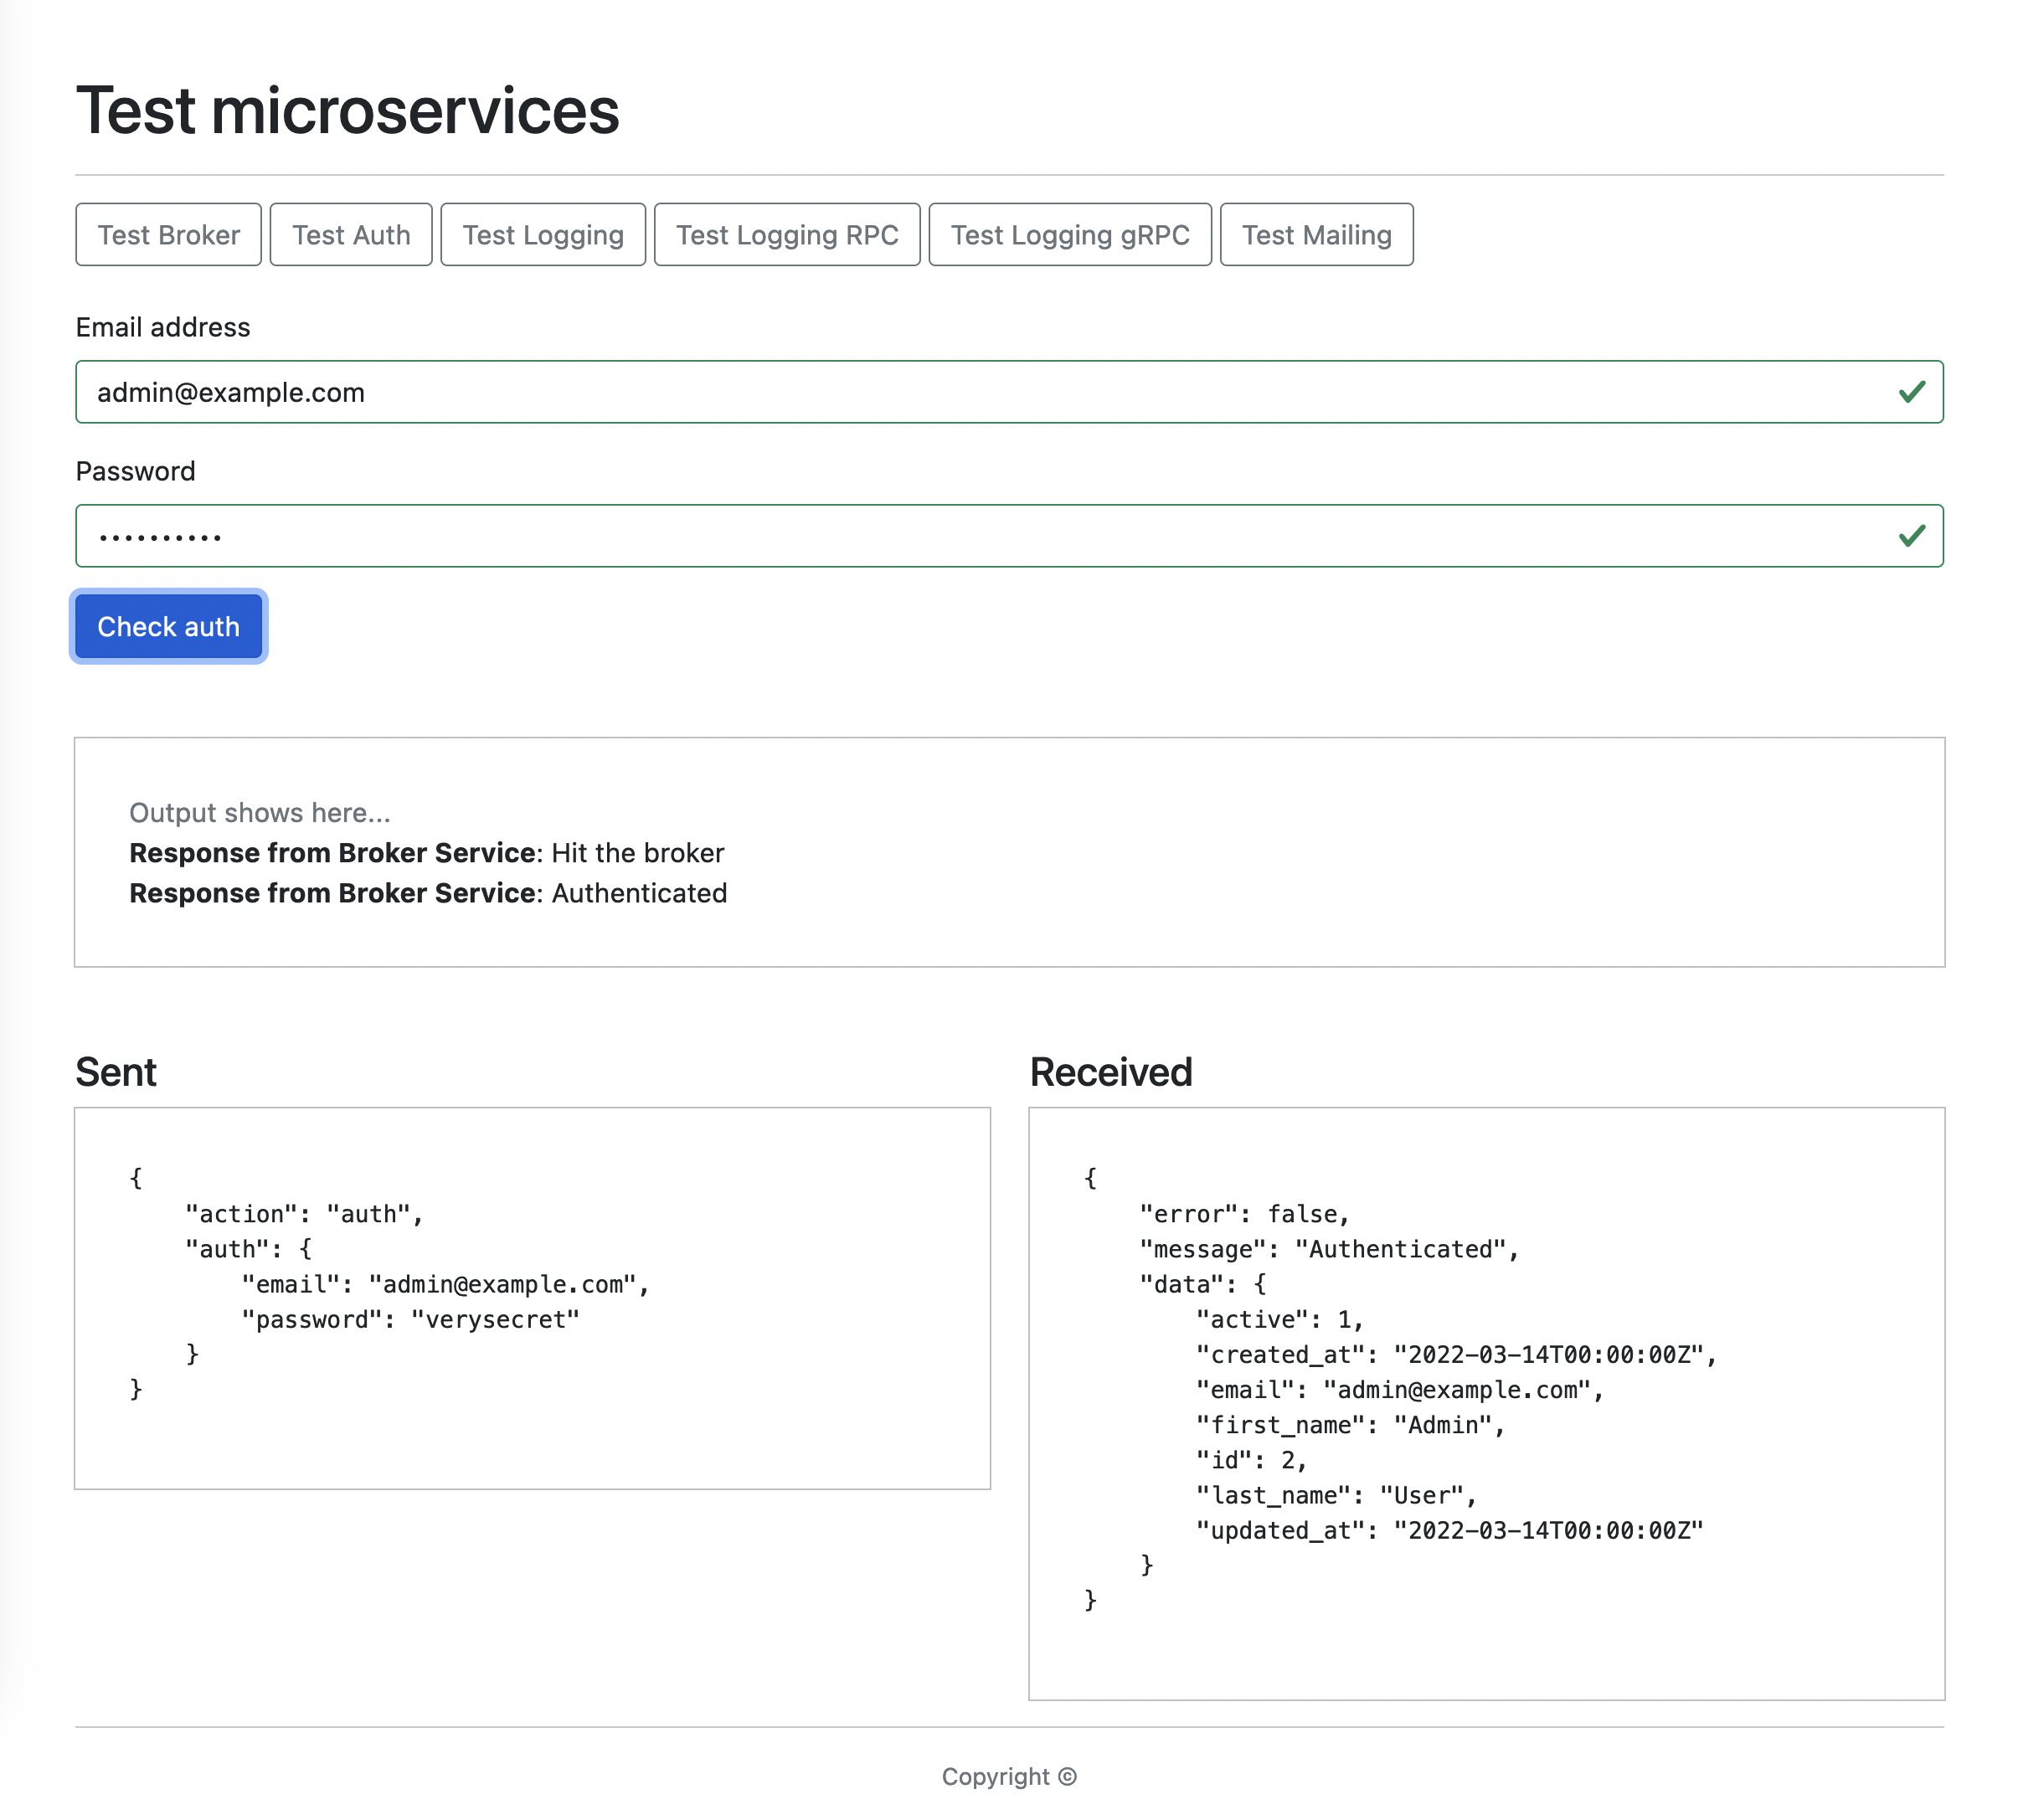 Test microservices
Test Broker Test Auth Test Logging Test Logging RPC Test Logging gRPC Test Mailing
Email address
admin@example.com
Password
••••••••••
Check auth
Output shows here...
Response from Broker Service: Hit the broker
Response from Broker Service: Authenticated
Sent
{
    "action": "auth",
    "auth": {
        "email": "admin@example.com",
        "password": "verysecret"
    }
}
Received
{
    "error": false,
    "message": "Authenticated",
    "data": {
        "active": 1,
        "created_at": "2022-03-14T00:00:00Z",
        "email": "admin@example.com",
        "first_name": "Admin",
        "id": 2,
        "last_name": "User",
        "updated_at": "2022-03-14T00:00:00Z"
    }
}
Copyright ©